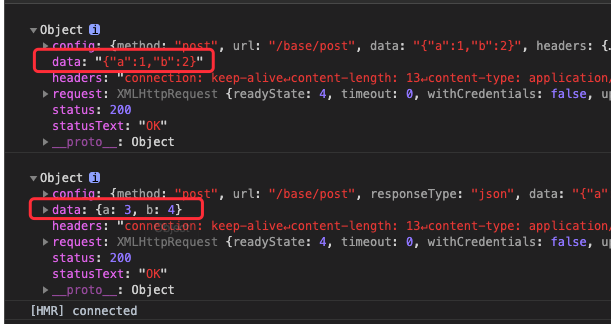 Object i
config: {method: "post", url: "/base/post", data: "{"a":1,"b":2}", headers: {…
data: "{"a":1,"b":2}"
headers: "connection: keep-alive↵content-length: 13↵content-type: application/
request: XMLHttpRequest {readyState: 4, timeout: 0, withCredentials: false, up
status: 200
statusText: "OK"
__proto__: Object
Object i
config: {method: "post", url: "/base/post", responseType: "json", data: "{"a"
data: {a: 3, b: 4}
headers: "connection: keep-alive↵content-length: 13↵content-type: application/
request: XMLHttpRequest {readyState: 4, timeout: 0, withCredentials: false, up
status: 200
statusText: "OK"
__proto__: Object
[HMR] connected